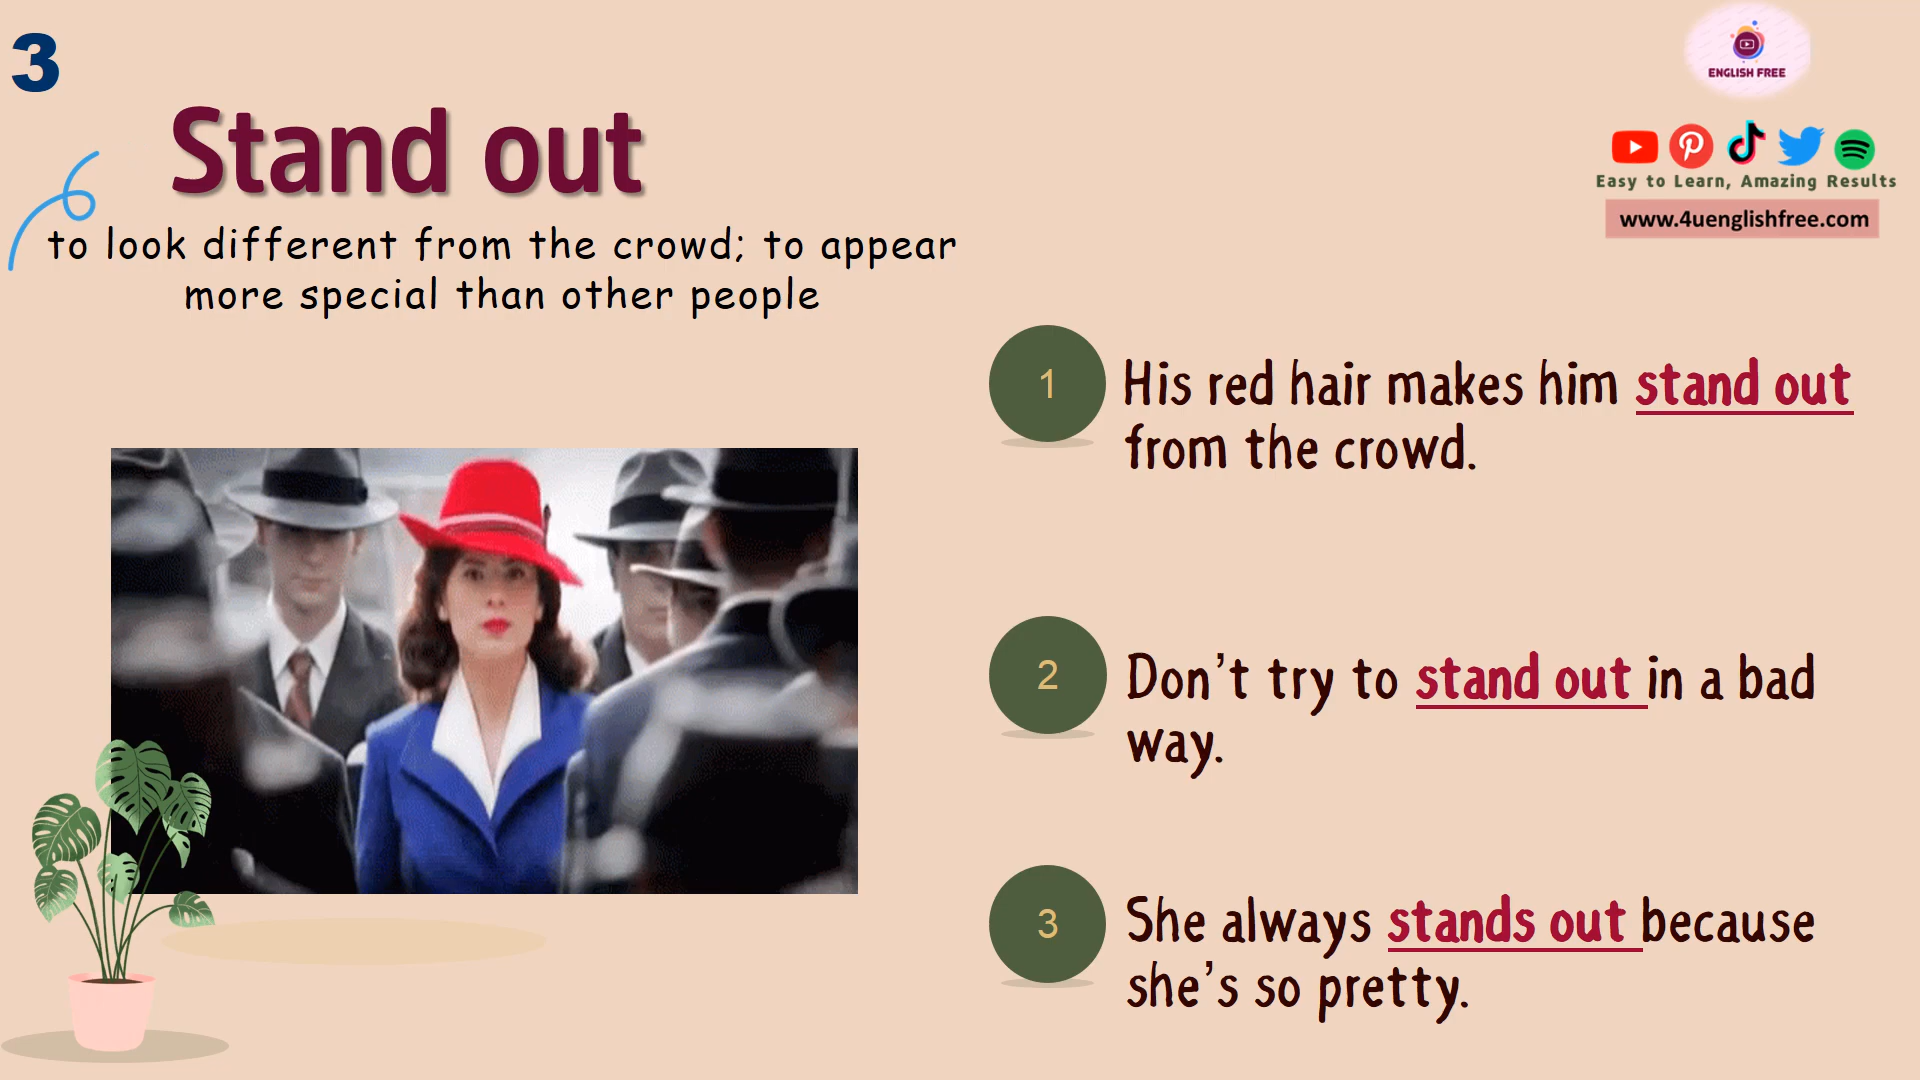 3
Stand out
to look different from the crowd; to appear
more special than other people
ENGLISH FREE
Easy to Learn, Amazing Results
www.4uenglishfree.com
1
His red hair makes him stand out
from the crowd.
2
Don't try to stand out in a bad
way.
3
She always stands out because
she's so pretty.